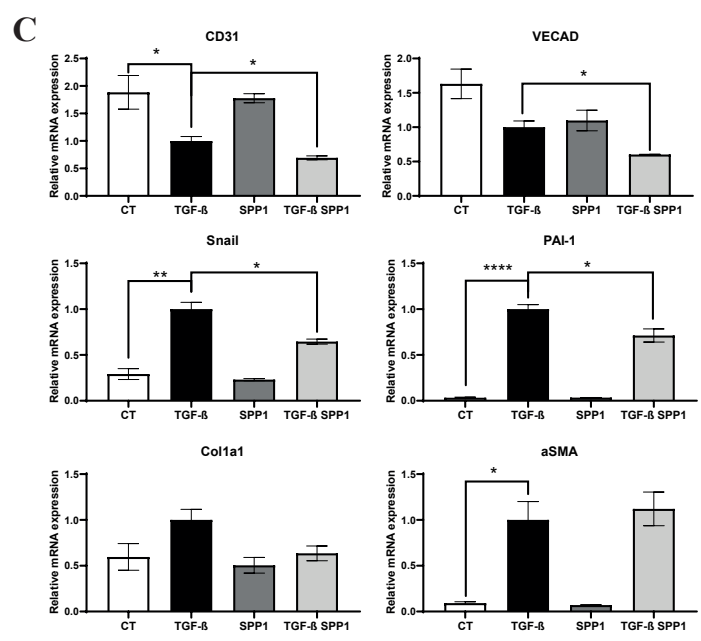 C
CD31
VECAD
Relative mRNA expression
2.5
2.0
1.5
1.0
0.5
0.0
*
*
CT TGF-ß SPP1 TGF-ß SPP1
Relative mRNA expression
2.0
1.5
1.0
0.5
0.0
*
CT TGF-ß SPP1 TGF-ß SPP1
Snail
PAI-1
Relative mRNA expression
1.5
1.0
0.5
0.0
**
*
CT TGF-ß SPP1 TGF-ß SPP1
Relative mRNA expression
1.5
1.0
0.5
0.0
****
*
CT TGF-ß SPP1 TGF-ß SPP1
Col1a1
aSMA
Relative mRNA expression
1.5
1.0
0.5
0.0
CT TGF-ß SPP1 TGF-ß SPP1
Relative mRNA expression
1.5
1.0
0.5
0.0
*
CT TGF-ß SPP1 TGF-ß SPP1